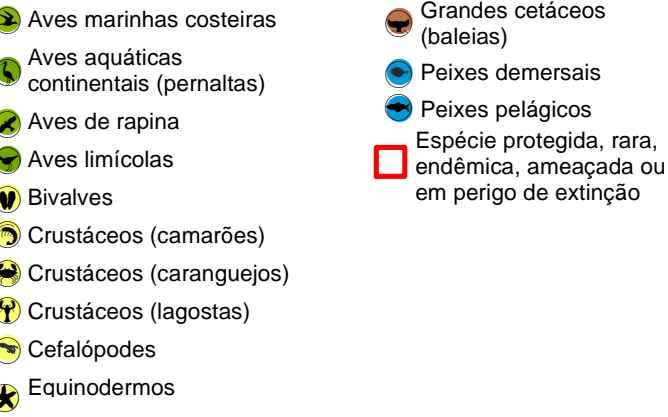 Aves marinhas costeiras
Aves aquáticas
continentais (pernaltas)
Aves de rapina
Aves limícolas
Bivalves
Crustáceos (camarões)
Crustáceos (caranguejos)
Crustáceos (lagostas)
Cefalópodes
Equinodermos
Grandes cetáceos
(baleias)
Peixes demersais
Peixes pelágicos
Espécie protegida, rara,
endêmica, ameaçada ou
em perigo de extinção